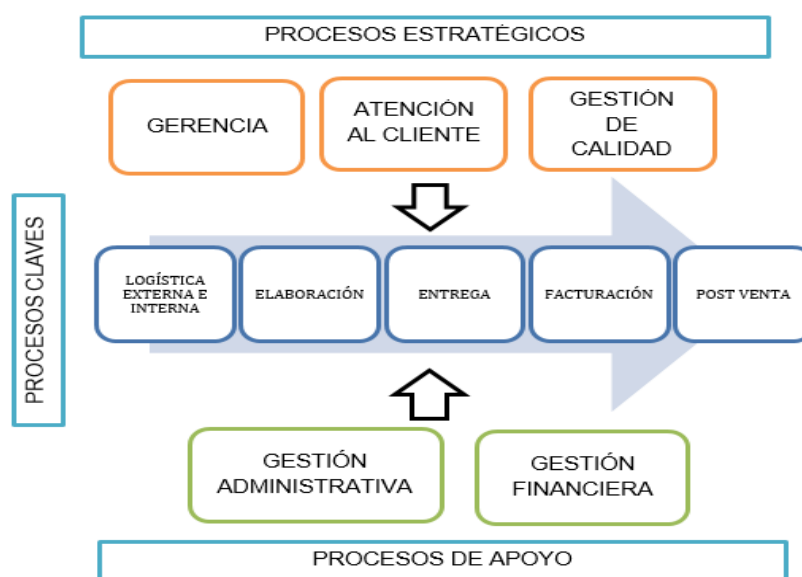 PROCESOS ESTRATÉGICOS
GERENCIA
ATENCIÓN
AL CLIENTE
GESTIÓN
DE
CALIDAD
PROCESOS CLAVES
LOGÍSTICA
EXTERNA E
INTERNA
ELABORACIÓN
ENTREGA
FACTURACIÓN
POST VENTA
GESTIÓN
ADMINISTRATIVA
GESTIÓN
FINANCIERA
PROCESOS DE APOYO